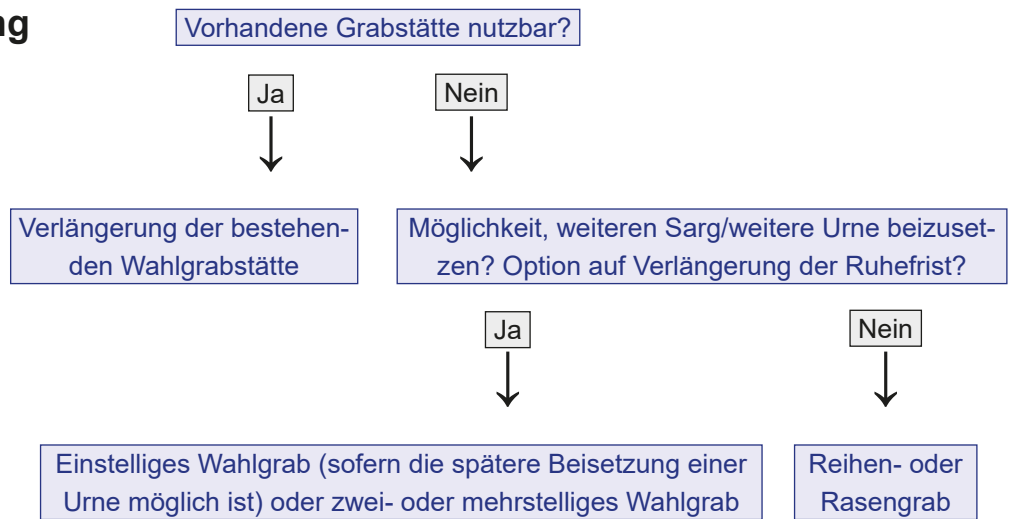 ng
Vorhandene Grabstätte nutzbar?
Ja
Nein
Verlängerung der bestehen-
den Wahlgrabstätte
Möglichkeit, weiteren Sarg/weitere Urne beizuset-
zen? Option auf Verlängerung der Ruhefrist?
Ja
Nein
Einstelliges Wahlgrab (sofern die spätere Beisetzung einer
Urne möglich ist) oder zwei- oder mehrstelliges Wahlgrab
Reihen- oder
Rasengrab